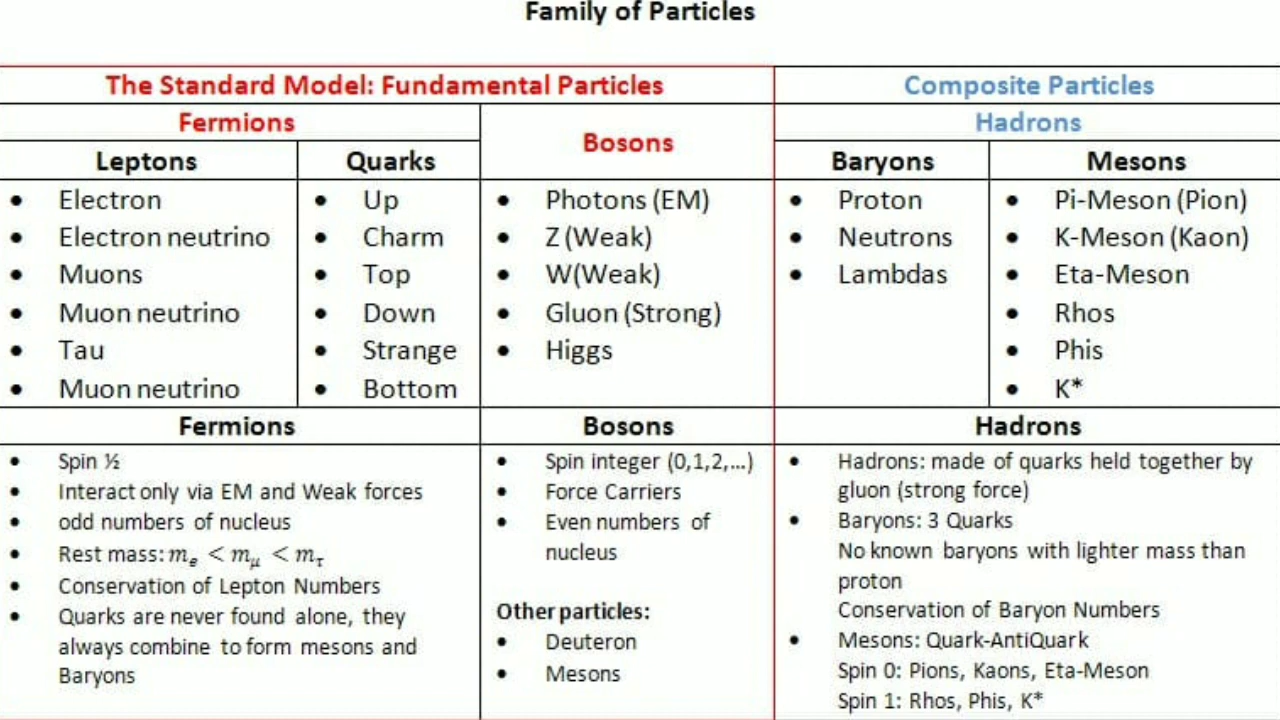 Family of Particles
The Standard Model: Fundamental Particles
Composite Particles
Fermions
Bosons
Hadrons
Leptons
Quarks
Baryons
Mesons
• Electron
• Electron neutrino
• Muons
• Muon neutrino
• Tau
• Muon neutrino
• Up
• Charm
• Top
• Down
• Strange
• Bottom
• Photons (EM)
• Z (Weak)
• W(Weak)
• Gluon (Strong)
• Higgs
• Proton
• Neutrons
• Lambdas
• Pi-Meson (Pion)
• K-Meson (Kaon)
• Eta-Meson
• Rhos
• Phis
• K*
Fermions
• Spin ½
• Interact only via EM and Weak forces
• odd numbers of nucleus
• Rest mass: mₑ < m_μ < m_τ
• Conservation of Lepton Numbers
• Quarks are never found alone, they
always combine to form mesons and
Baryons
Bosons
• Spin integer (0,1,2,...)
• Force Carriers
• Even numbers of
nucleus
Other particles:
• Deuteron
• Mesons
Hadrons
• Hadrons: made of quarks held together by
gluon (strong force)
• Baryons: 3 Quarks
No known baryons with lighter mass than
proton
Conservation of Baryon Numbers
• Mesons: Quark-AntiQuark
Spin 0: Pions, Kaons, Eta-Meson
Spin 1: Rhos, Phis, K*